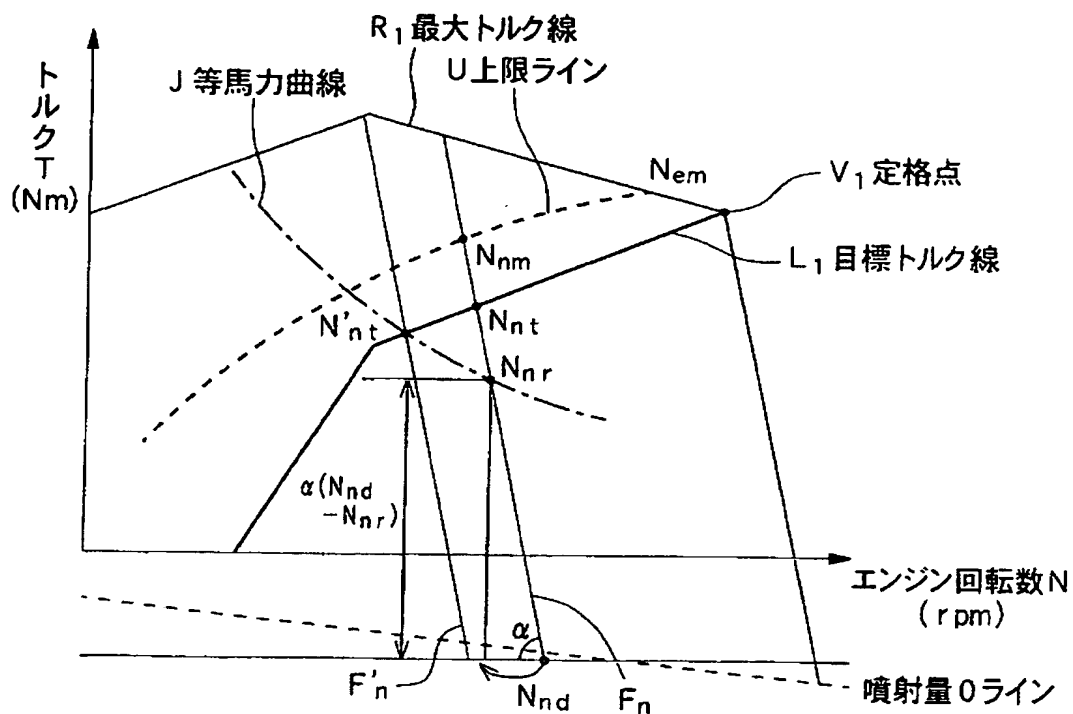 R₁最大トルク線
U上限ライン
J 等馬力曲線
トルクT
(Nm)
Nem
V₁定格点
L₁目標トルク線
Nnm
Nnt
N'nt
Nnr
α(Nnd
−Nnr)
エンジン回転数N
(rpm)
α
F'n
Nnd
Fn
噴射量0ライン